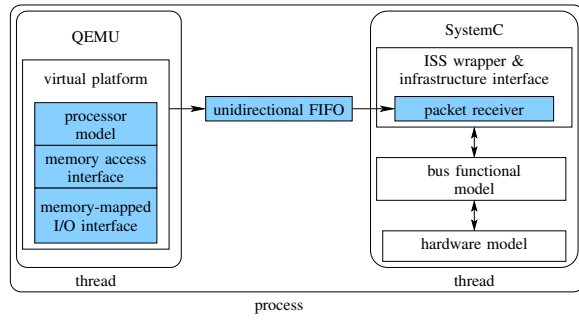 QEMU
virtual platform
processor
model
memory access
interface
memory-mapped
I/O interface
thread
unidirectional FIFO
SystemC
ISS wrapper &
infrastructure interface
packet receiver
bus functional
model
hardware model
thread
process